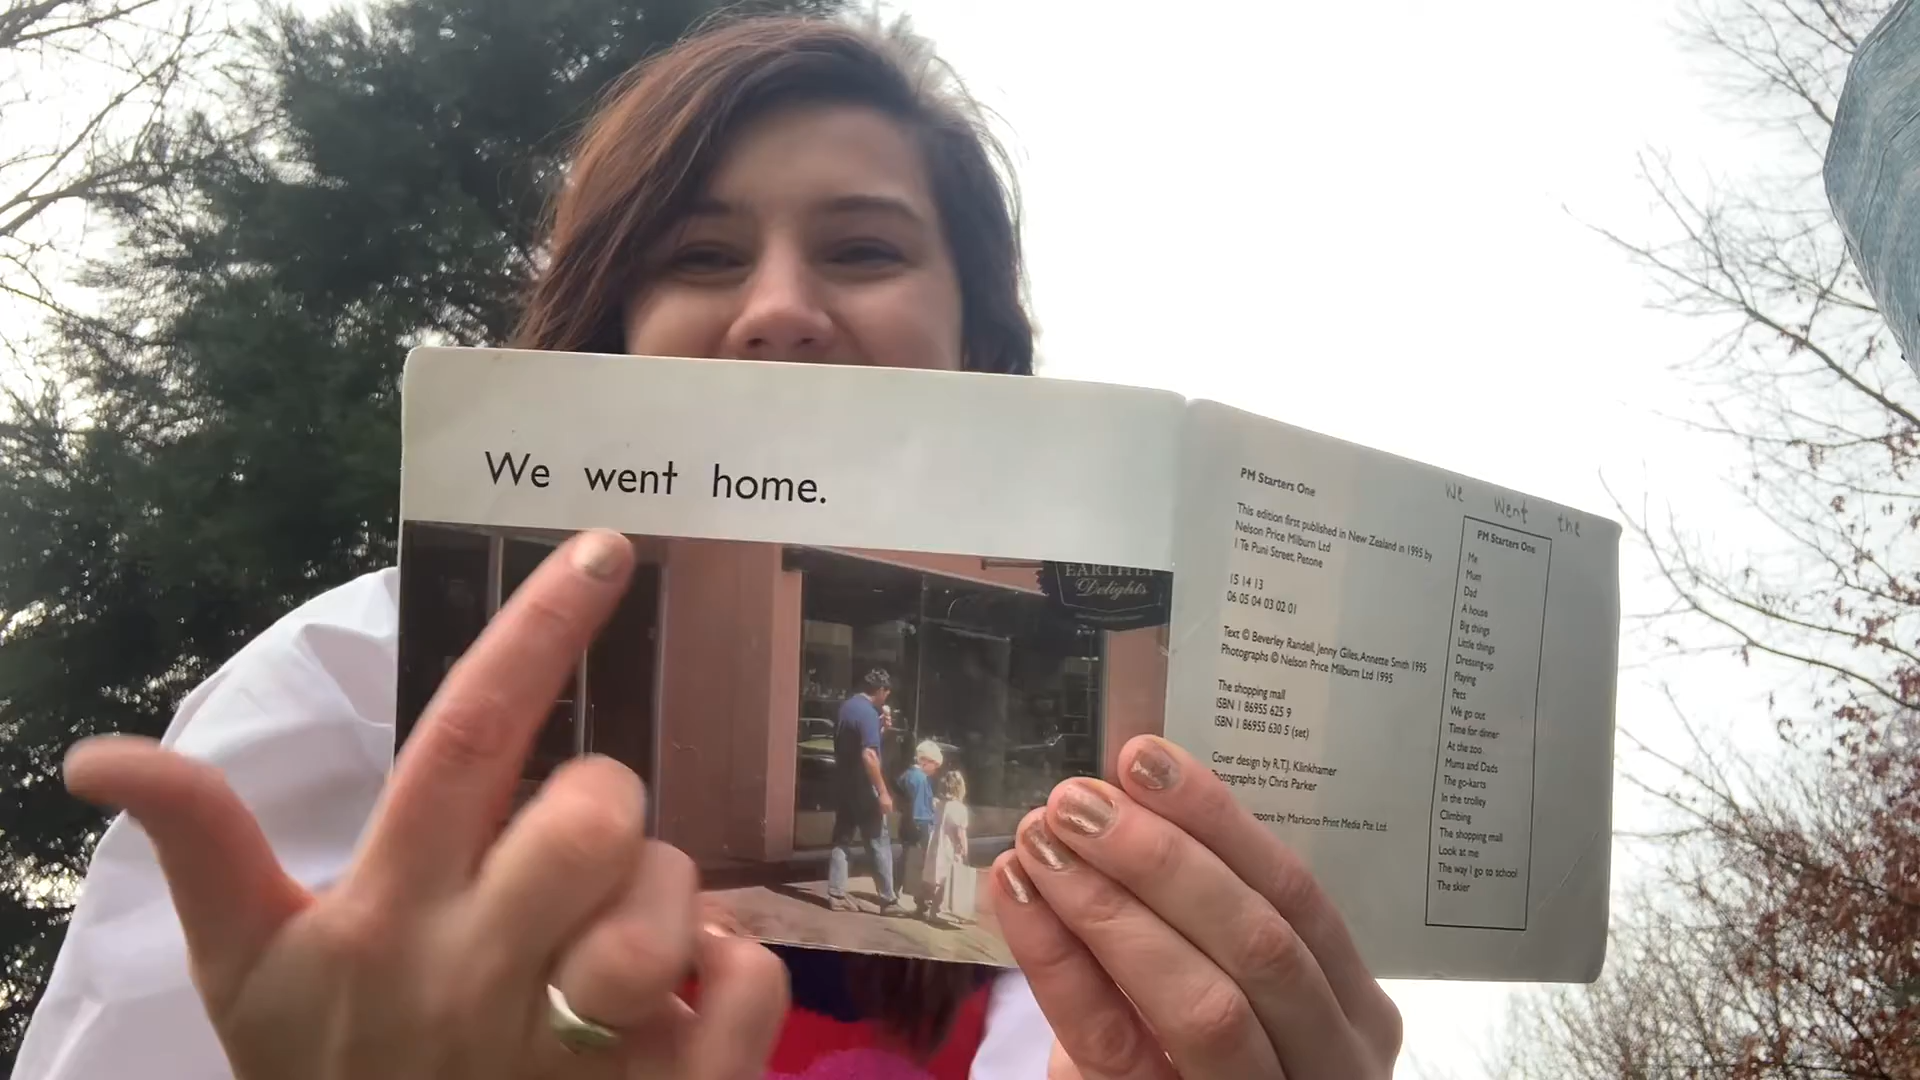 We went home.
EARTHLY
Delights
PM Starters One
This edition first published in New Zealand in 1995 by
Nelson Price Milburn Ltd
1 Te Puni Street, Petone
15 14 13
06 05 04 03 02 01
Text © Beverley Randell, Jenny Giles, Annette Smith 1995
Photographs © Nelson Price Milburn Ltd 1995
The shopping mall
ISBN 1 86955 625 9
ISBN 1 86955 630 5 (set)
Cover design by R.T.J. Klinkhamer
Photographs by Chris Parker
by Markono Print Media Pte Ltd
We went the
PM Starters One
Me
Mum
Dad
A house
Big things
Little things
Dressing-up
Playing
Pets
We go out
Time for dinner
At the zoo
Mums and Dads
The go-karts
In the trolley
Climbing
The shopping mall
Look at me
The way I go to school
The skier